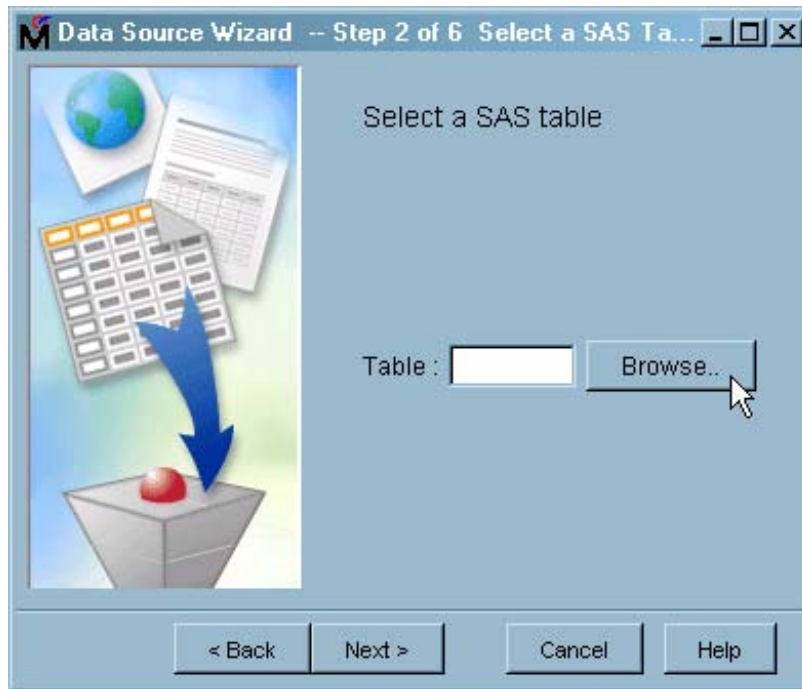 Data Source Wizard -- Step 2 of 6 Select a SAS Ta...
Select a SAS table
Table :
Browse..
< Back
Next >
Cancel
Help